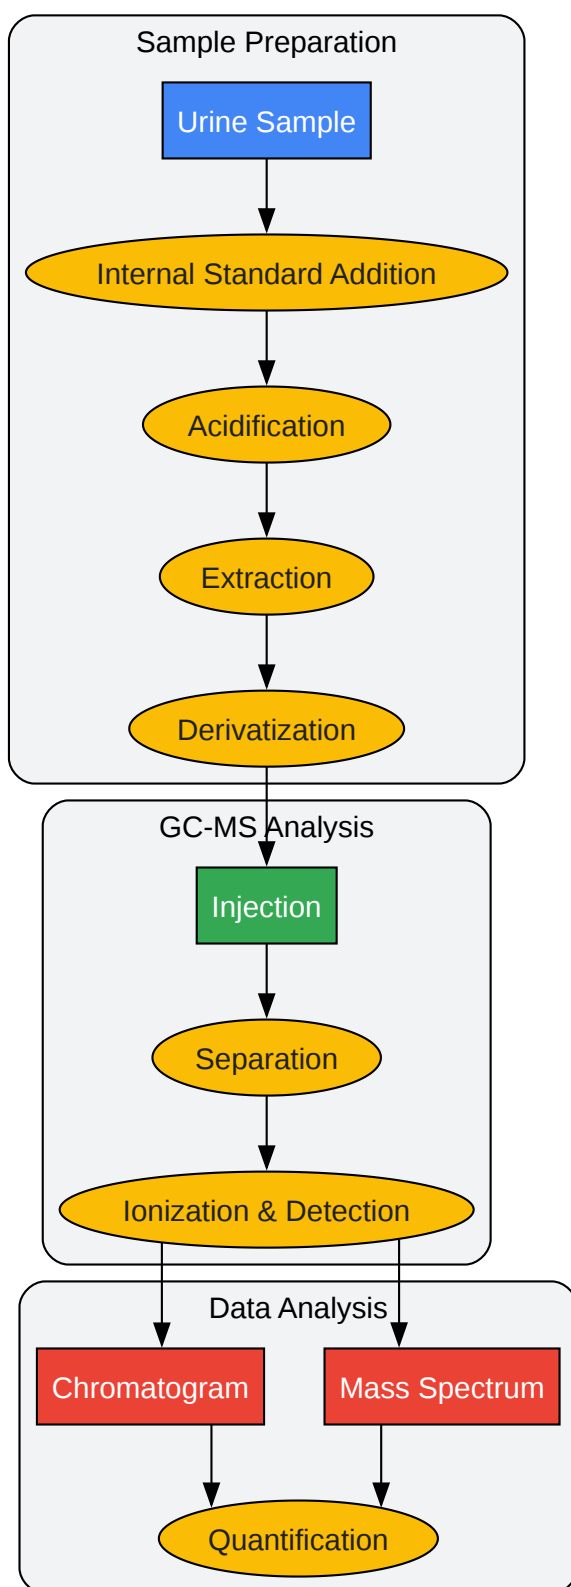 Sample Preparation
Urine Sample
Internal Standard Addition
Acidification
Extraction
Derivatization
GC-MS Analysis
Injection
Separation
Ionization & Detection
Data Analysis
Chromatogram
Mass Spectrum
Quantification